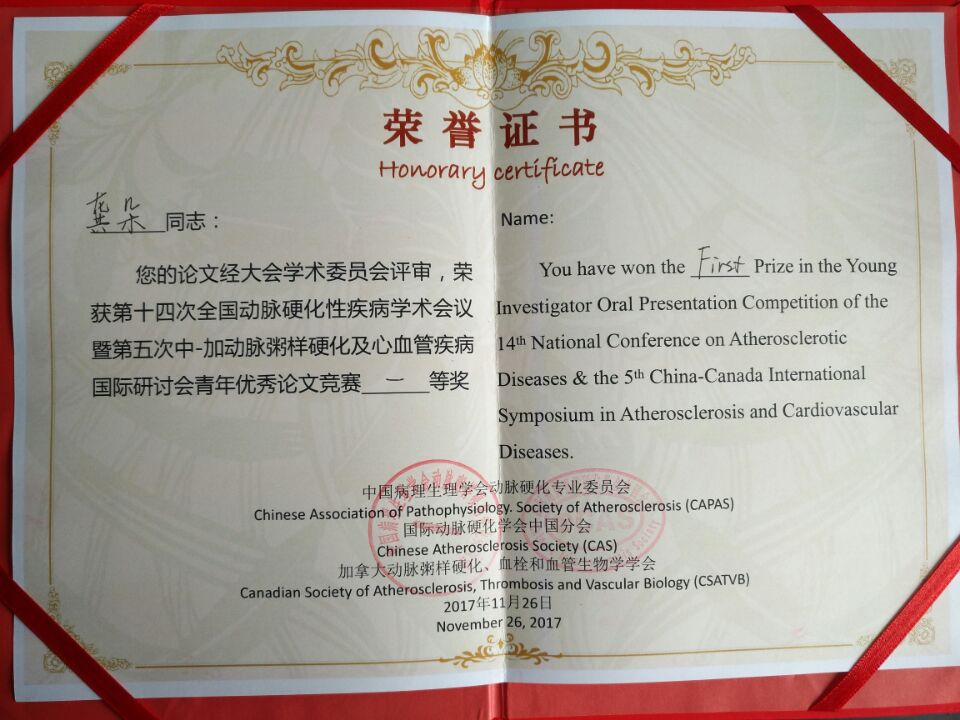 荣誉证书
Honorary certificate
龚朵 同志：
您的论文经大会学术委员会评审，荣
获第十四次全国动脉硬化性疾病学术会议
暨第五次中-加动脉粥样硬化及心血管疾病
国际研讨会青年优秀论文竞赛 一 等奖
Name:
You have won the First Prize in the Young
Investigator Oral Presentation Competition of the
14th National Conference on Atherosclerotic
Diseases & the 5th China-Canada International
Symposium in Atherosclerosis and Cardiovascular
Diseases.
中国病理生理学会动脉硬化专业委员会
Chinese Association of Pathophysiology. Society of Atherosclerosis (CAPAS)
国际动脉硬化学会中国分会
Chinese Atherosclerosis Society (CAS)
加拿大动脉粥样硬化、血栓和血管生物学学会
Canadian Society of Atherosclerosis, Thrombosis and Vascular Biology (CSATVB)
2017年11月26日
November 26, 2017